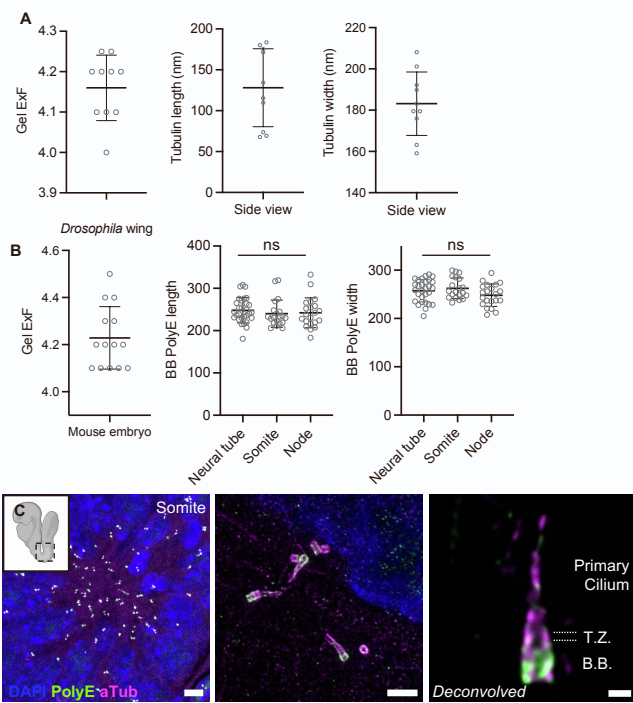 A
Gel ExF
4.3
4.2
4.1
4.0
3.9
Drosophila wing
Tubulin length (nm)
200
150
100
50
0
Side view
Tubulin width (nm)
220
200
180
160
140
Side view
B
Gel ExF
4.6
4.4
4.2
4.0
Mouse embryo
BB PolyE length
400
300
200
100
0
ns
Neural tube
Somite
Node
BB PolyE width
300
200
100
0
ns
Neural tube
Somite
Node
C
Somite
DAPI PolyE aTub
Primary
Cilium
T.Z.
B.B.
Deconvolved